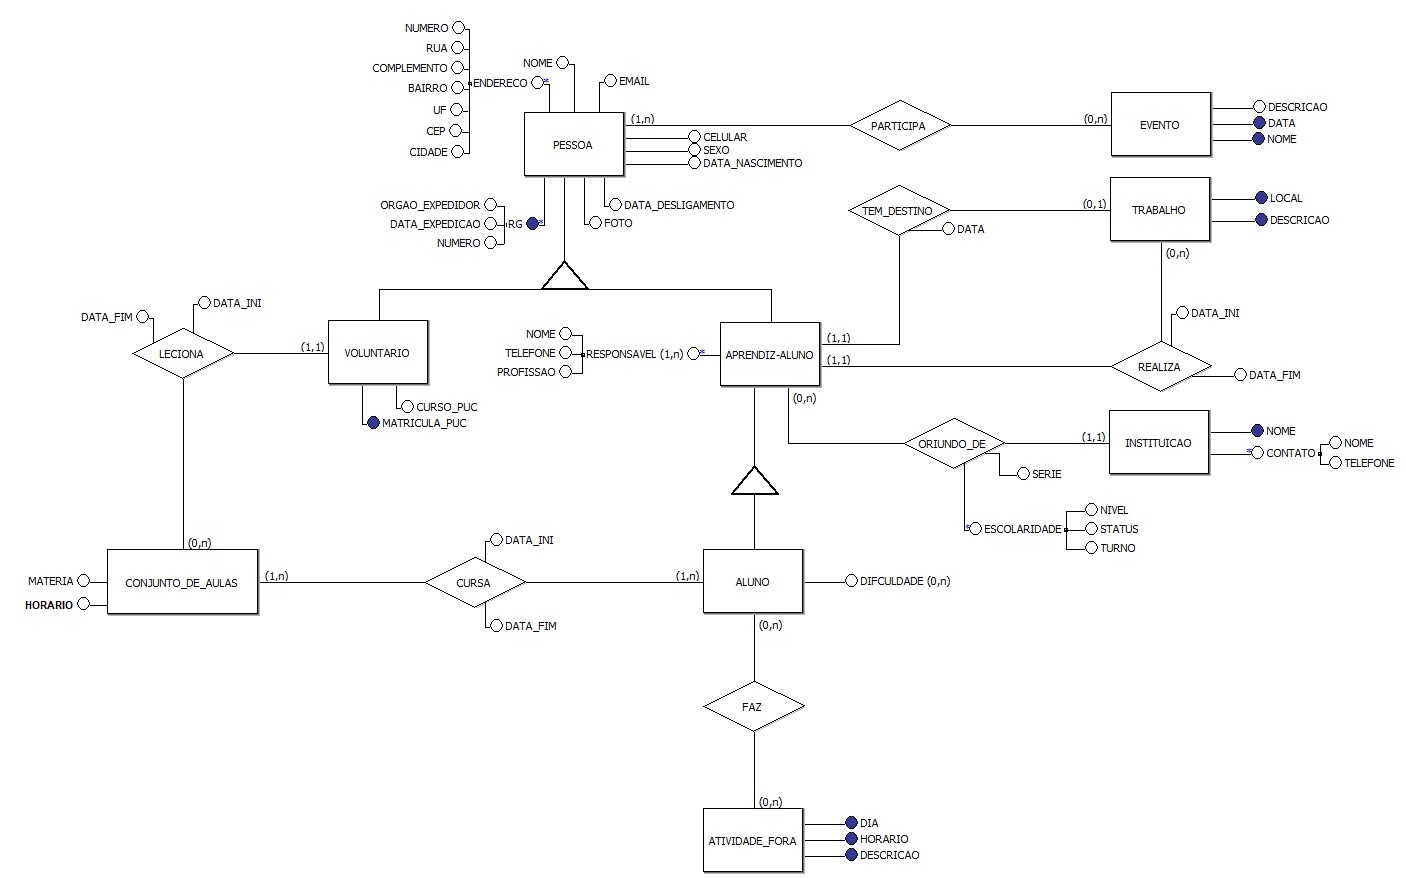 NUMERO
RUA
COMPLEMENTO
BAIRRO
UF
CEP
CIDADE
ENDERECO *
NOME
EMAIL
PESSOA
(1,n)
CELULAR
SEXO
DATA_NASCIMENTO
PARTICIPA
(0,n)
EVENTO
DESCRICAO
DATA
NOME
ORGAO_EXPEDIDOR
DATA_EXPEDICAO
NUMERO
RG *
DATA_DESLIGAMENTO
FOTO
TEM_DESTINO
DATA
(0,1)
TRABALHO
LOCAL
DESCRICAO
(0,n)
DATA_INI
DATA_FIM
LECIONA
(1,1)
VOLUNTARIO
CURSO_PUC
MATRICULA_PUC
NOME
TELEFONE
PROFISSAO
RESPONSAVEL (1,n) *
APRENDIZ-ALUNO
(1,1)
(1,1)
(0,n)
DATA_INI
REALIZA
DATA_FIM
ORIUNDO_DE
SERIE
(1,1)
INSTITUICAO
NOME
* CONTATO
NOME
TELEFONE
* ESCOLARIDADE
NIVEL
STATUS
TURNO
(0,n)
MATERIA
HORARIO
CONJUNTO_DE_AULAS
(1,n)
DATA_INI
CURSA
DATA_FIM
(1,n)
ALUNO
DIFCULDADE (0,n)
(0,n)
FAZ
(0,n)
ATIVIDADE_FORA
DIA
HORARIO
DESCRICAO